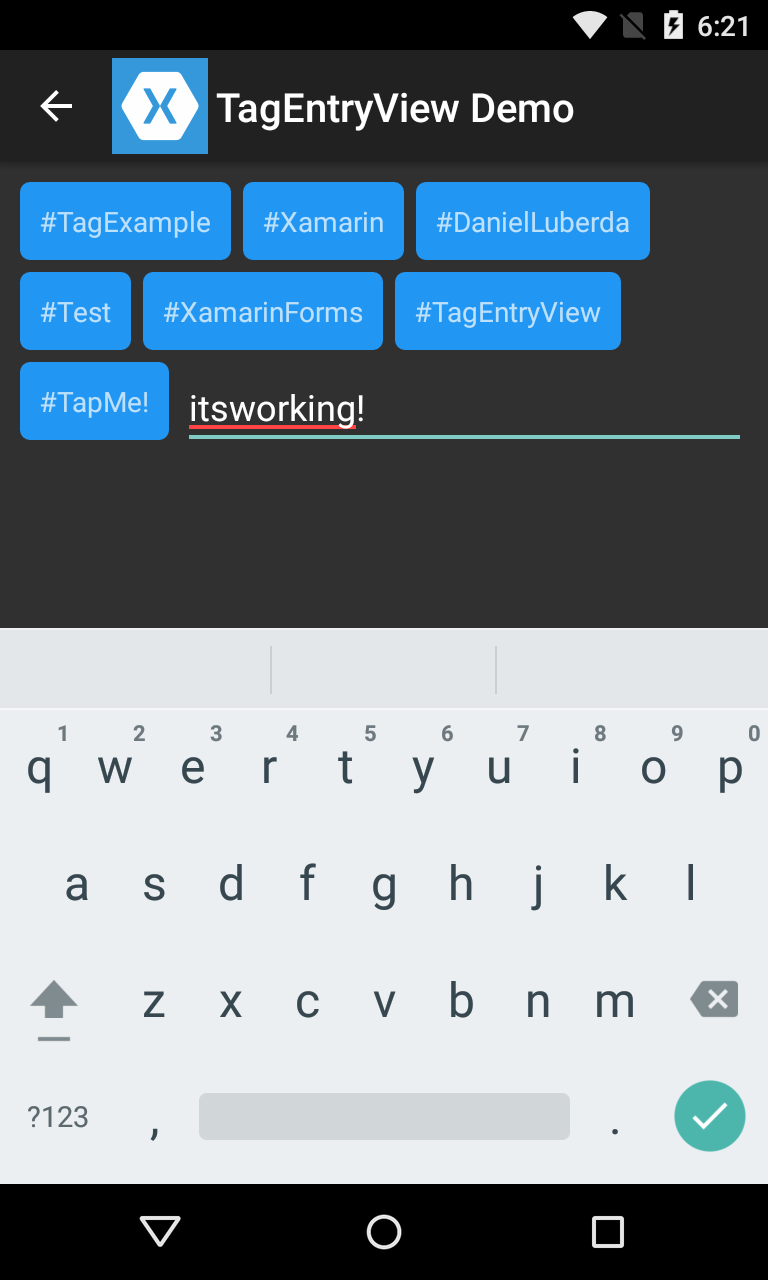 6:21
TagEntryView Demo
#TagExample #Xamarin #DanielLuberda
#Test #XamarinForms #TagEntryView
#TapMe! itsworking!
1 2 3 4 5 6 7 8 9 0
q w e r t y u i o p
a s d f g h j k l
z x c v b n m
?123 , .